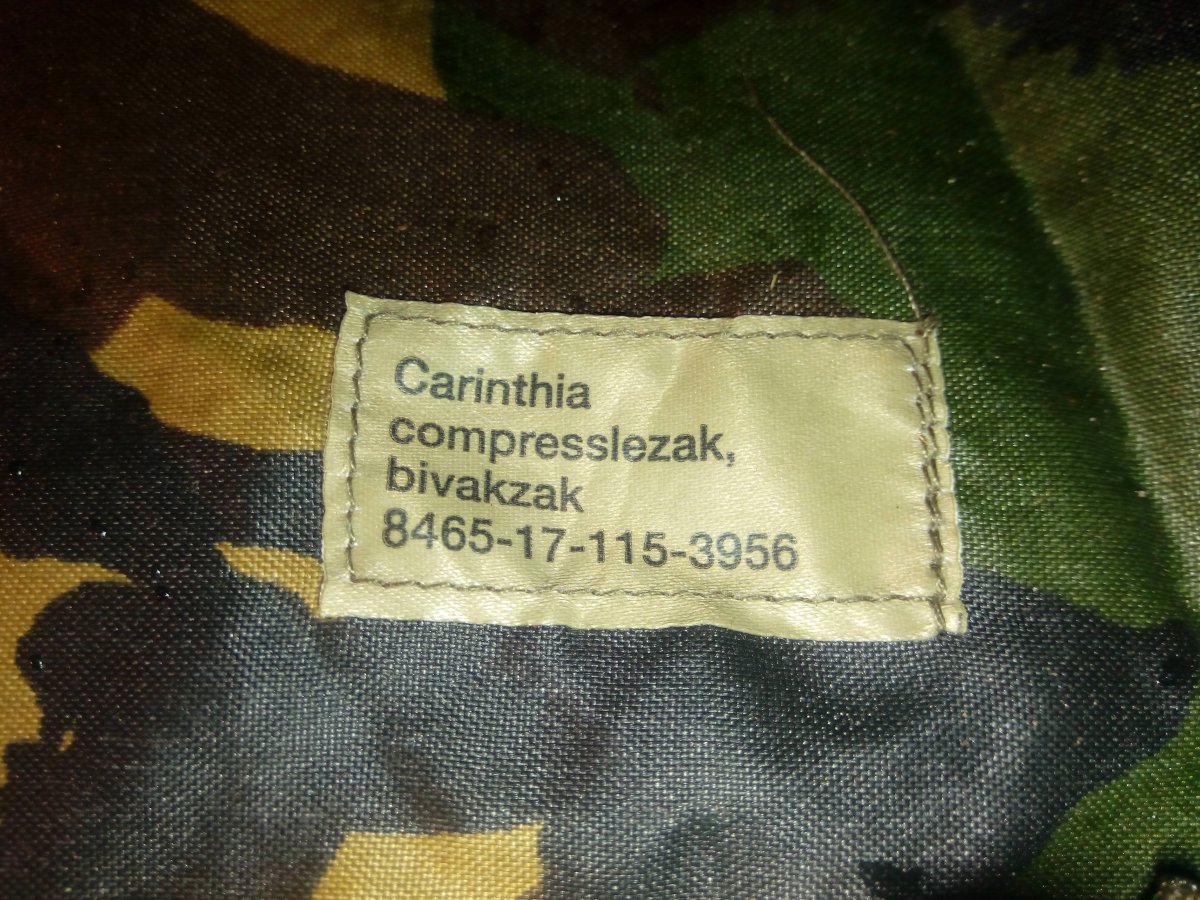 Carinthia
compresslezak,
bivakzak
8465-17-115-3956